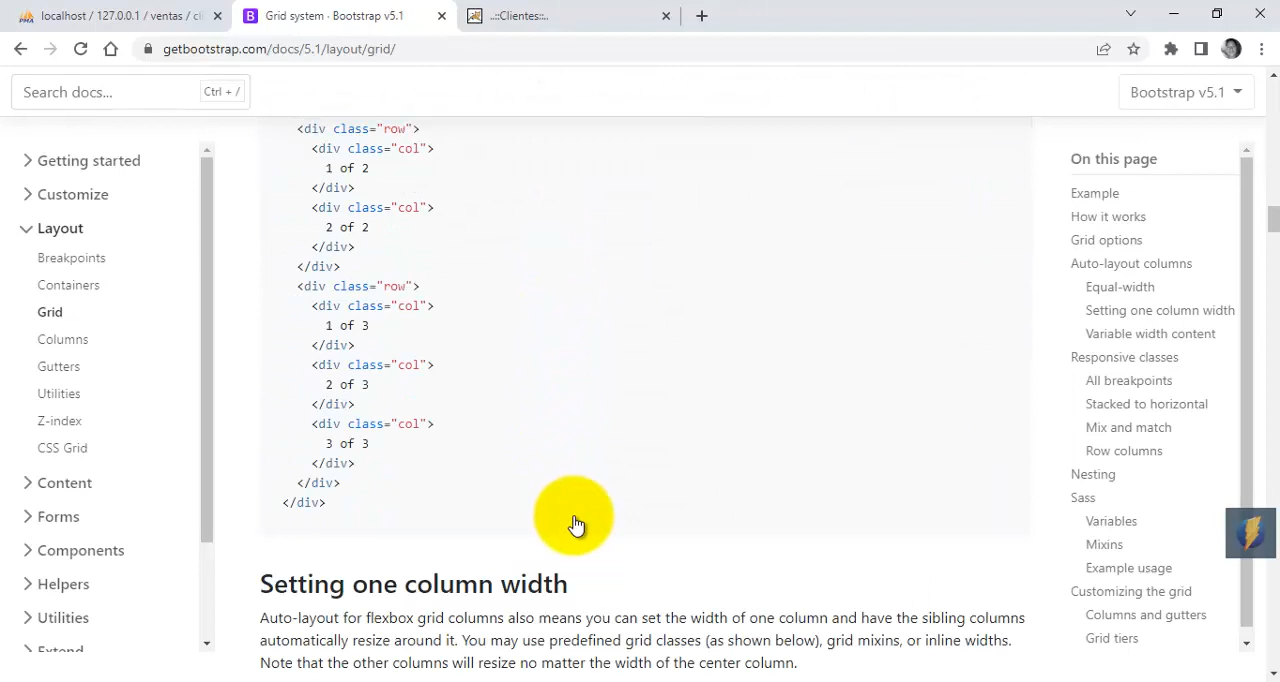 localhost / 127.0.0.1 / ventas / cli
Grid system · Bootstrap v5.1
..::Clientes::..
getbootstrap.com/docs/5.1/layout/grid/
Search docs...
Ctrl + /
Bootstrap v5.1
Getting started
Customize
Layout
Breakpoints
Containers
Grid
Columns
Gutters
Utilities
Z-index
CSS Grid
Content
Forms
Components
Helpers
Utilities
Extend
<div class="row">
<div class="col">
1 of 2
</div>
<div class="col">
2 of 2
</div>
</div>
<div class="row">
<div class="col">
1 of 3
</div>
<div class="col">
2 of 3
</div>
<div class="col">
3 of 3
</div>
</div>
</div>
Setting one column width
Auto-layout for flexbox grid columns also means you can set the width of one column and have the sibling columns
automatically resize around it. You may use predefined grid classes (as shown below), grid mixins, or inline widths.
Note that the other columns will resize no matter the width of the center column.
On this page
Example
How it works
Grid options
Auto-layout columns
Equal-width
Setting one column width
Variable width content
Responsive classes
All breakpoints
Stacked to horizontal
Mix and match
Row columns
Nesting
Sass
Variables
Mixins
Example usage
Customizing the grid
Columns and gutters
Grid tiers